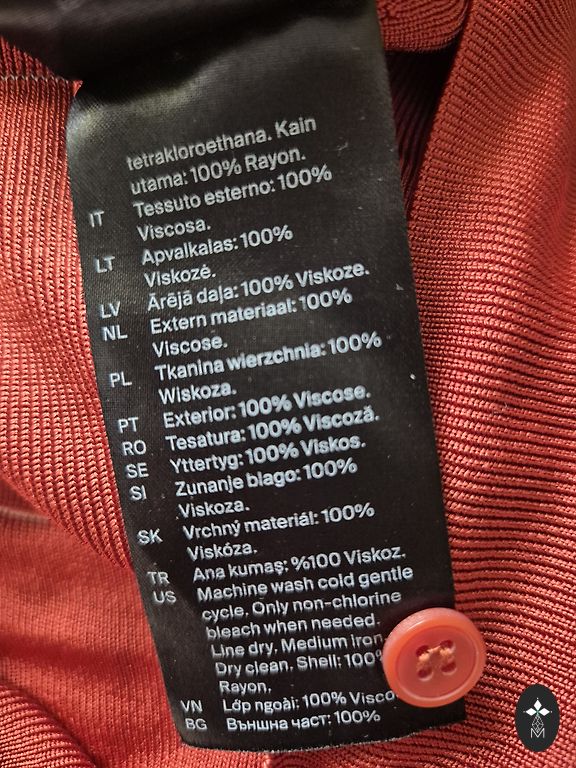 tetrakloroethana. Kain
utama: 100% Rayon.
IT Tessuto esterno: 100%
Viscosa.
LT Apvalkalas: 100%
Viskozė.
LV Ārējā daļa: 100% Viskoze.
NL Extern materiaal: 100%
Viscose.
PL Tkanina wierzchnia: 100%
Wiskoza.
PT Exterior: 100% Viscose.
RO Tesatura: 100% Viscoză.
SE Yttertyg: 100% Viskos.
SI Zunanje blago: 100%
Viskoza.
SK Vrchný materiál: 100%
Viskóza.
TR Ana kumaş: %100 Viskoz.
US Machine wash cold gentle
cycle. Only non-chlorine
bleach when needed.
Line dry. Medium Iron.
Dry clean. Shell: 100%
Rayon.
VN Lớp ngoài: 100% Visco
BG Външна част: 100%
M